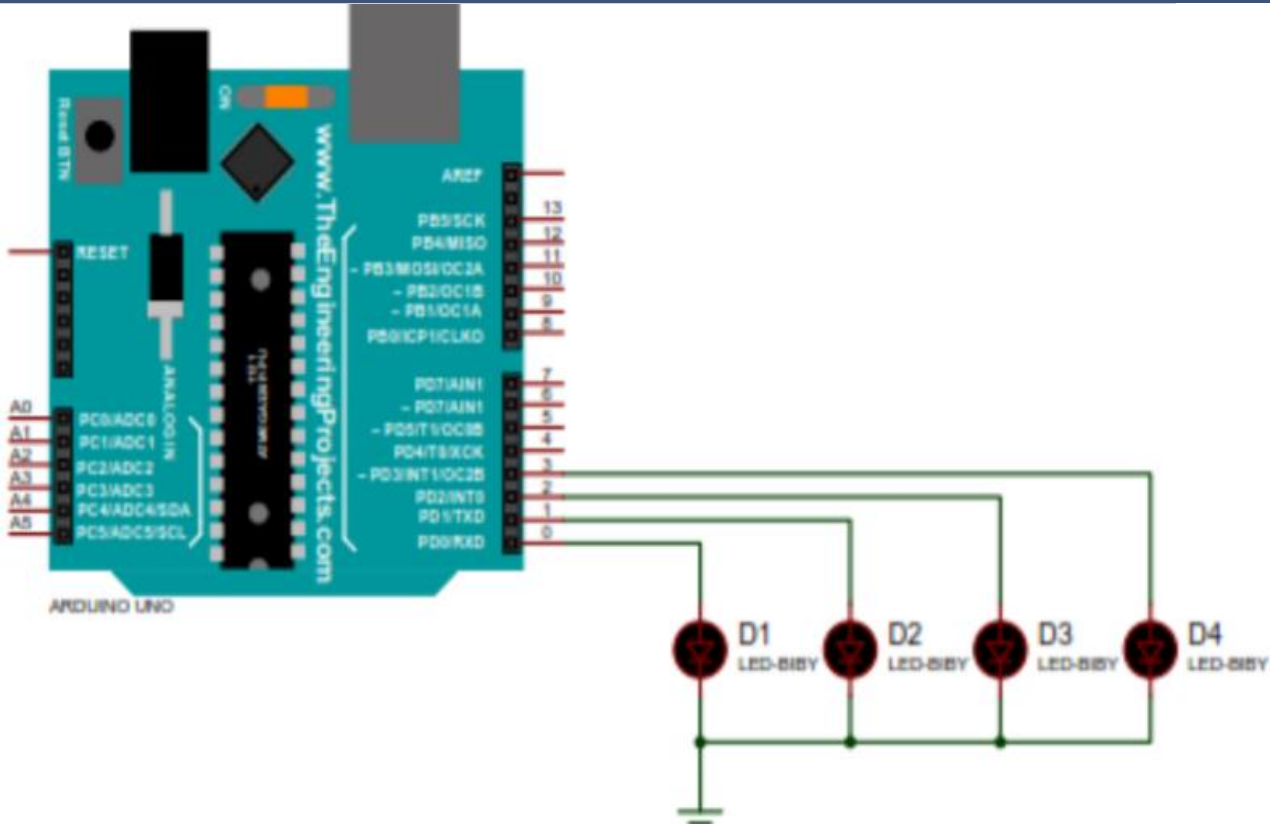 Reset BTN
ON
www.TheEngineeringProjects.com
AREF
PB5/SCK
13
PB4/MISO
12
~ PB3/MOSI/OC2A
11
~ PB2/OC1B
10
~ PB1/OC1A
9
PB0/ICP1/CLKO
8
RESET
ANALOG IN
PD7/AIN1
7
~ PD7/AIN1
6
~ PD5/T1/OC0B
5
PD4/T0/XCK
4
~ PD3/INT1/OC2B
3
PD2/INT0
2
PD1/TXD
1
PD0/RXD
0
A0
PC0/ADC0
A1
PC1/ADC1
A2
PC2/ADC2
A3
PC3/ADC3
A4
PC4/ADC4/SDA
A5
PC5/ADC5/SCL
ARDUINO UNO
D1
LED-BIBY
D2
LED-BIBY
D3
LED-BIBY
D4
LED-BIBY